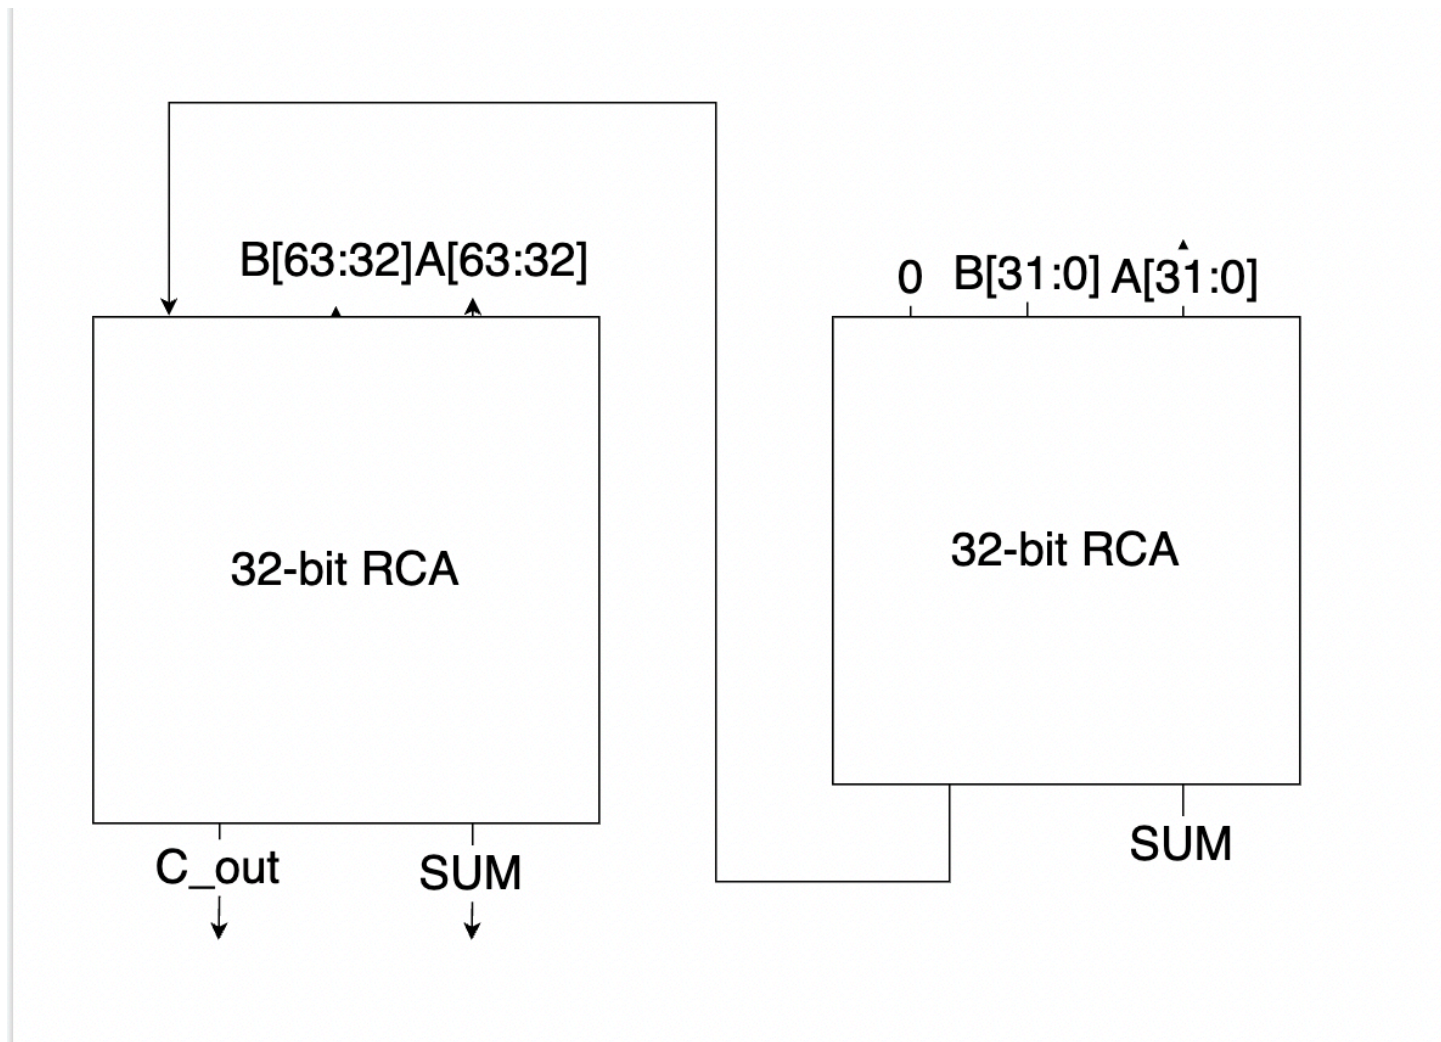 B[63:32]A[63:32]
0 B[31:0] A[31:0]
32-bit RCA
32-bit RCA
C_out SUM
SUM